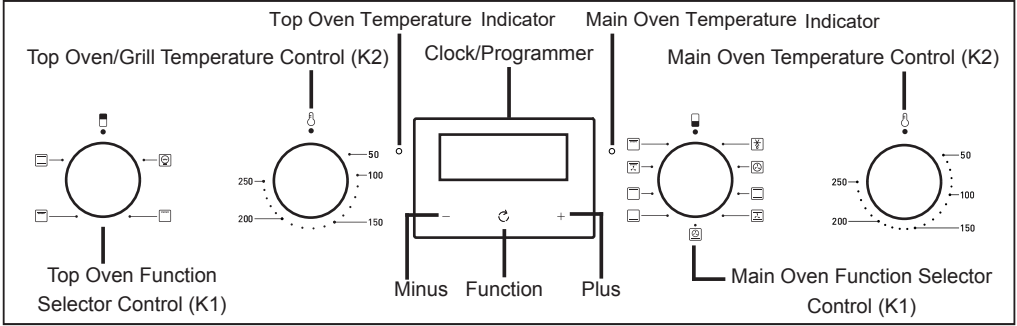 Top Oven Temperature Indicator
Main Oven Temperature Indicator
Top Oven/Grill Temperature Control (K2)
Clock/Programmer
Main Oven Temperature Control (K2)
50
100
150
200
250
−
+
50
100
150
200
250
Top Oven Function
Selector Control (K1)
Minus
Function
Plus
Main Oven Function Selector
Control (K1)